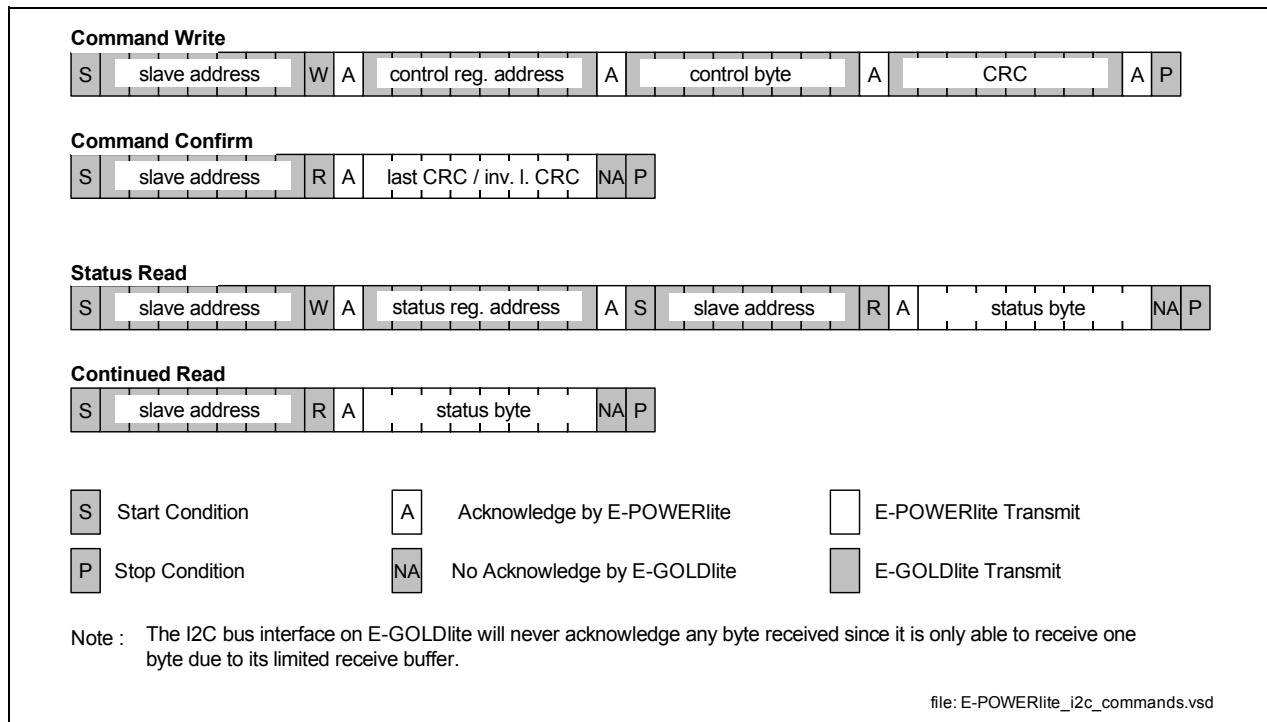 Command Write
S slave address W A control reg. address A control byte A CRC A P
Command Confirm
S slave address R A last CRC / inv. l. CRC NA P
Status Read
S slave address W A status reg. address A S slave address R A status byte NA P
Continued Read
S slave address R A status byte NA P
S Start Condition A Acknowledge by E-POWERlite E-POWERlite Transmit
P Stop Condition NA No Acknowledge by E-GOLDlite E-GOLDlite Transmit
Note : The I2C bus interface on E-GOLDlite will never acknowledge any byte received since it is only able to receive one
byte due to its limited receive buffer.
file: E-POWERlite_i2c_commands.vsd